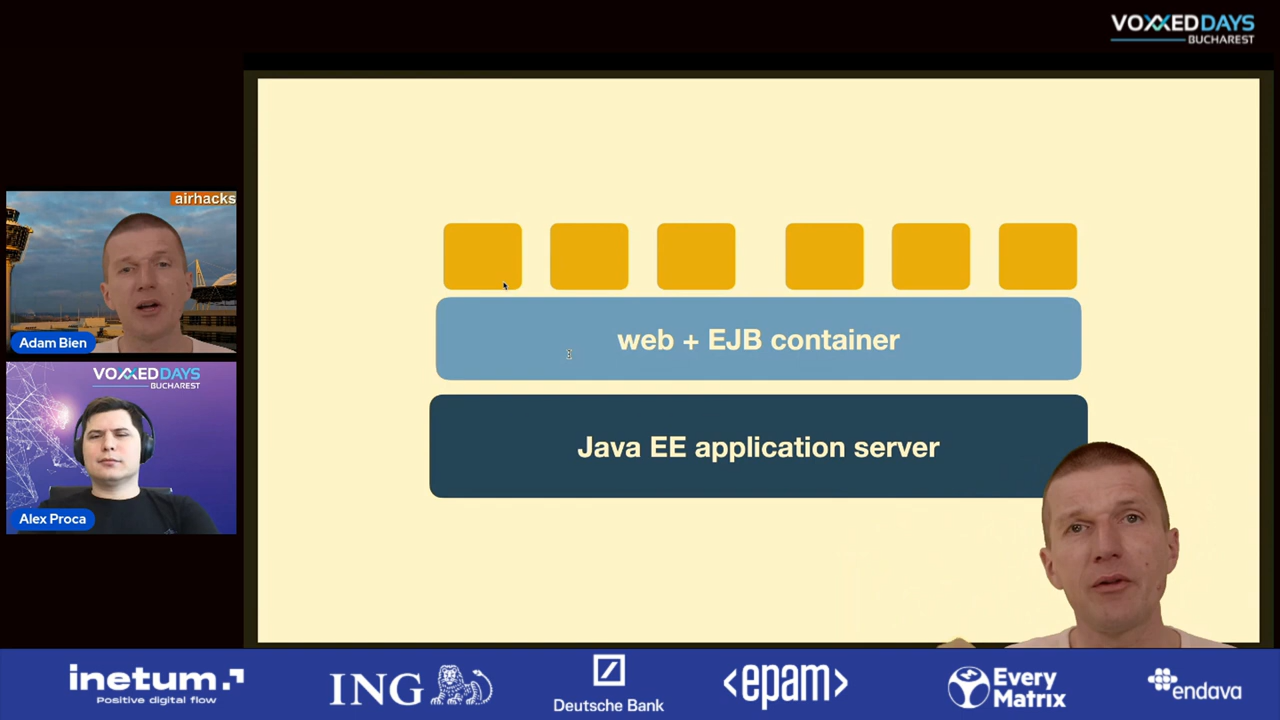 VOXXEDDAYS
BUCHAREST
airhacks
Adam Bien
VOXXEDDAYS
BUCHAREST
Alex Proca
web + EJB container
Java EE application server
inetum.
Positive digital flow
ING
Deutsche Bank
<epam>
Every
Matrix
endava